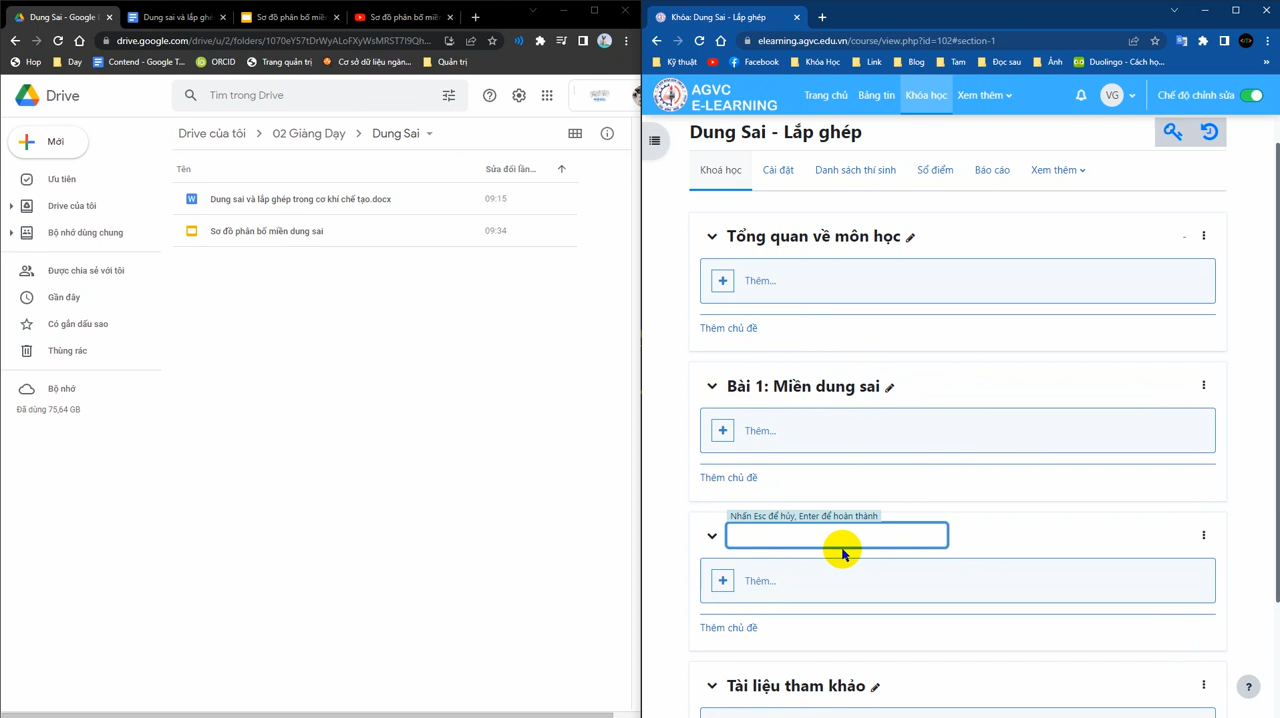 Dung Sai - Google
Dung sai và lắp ghé
Sơ đồ phân bố miền
Sơ đồ phân bố miền
drive.google.com/drive/u/2/folders/1070eY57tDrWyALoFXyWsMRST7I9Qh...
Hop
Day
Contend - Google T...
ORCID
Trang quản trị
Cơ sở dữ liệu ngàn...
Quản trị
Drive
Tìm trong Drive
Mới
Ưu tiên
Drive của tôi
Bộ nhớ dùng chung
Được chia sẻ với tôi
Gần đây
Có gắn dấu sao
Thùng rác
Bộ nhớ
Đã dùng 75,64 GB
Drive của tôi
02 Giảng Dạy
Dung Sai
Tên
Sửa đổi lần...
Dung sai và lắp ghép trong cơ khí chế tạo.docx
09:15
Sơ đồ phân bố miền dung sai
09:34
Khóa: Dung Sai - Lắp ghép
elearning.agvc.edu.vn/course/view.php?id=102#section-1
Kỹ thuật
Facebook
Khóa Học
Link
Blog
Tam
Đọc sau
Ảnh
Duolingo - Cách họ...
AGVC
E-LEARNING
Trang chủ
Bảng tin
Khóa học
Xem thêm
VG
Chế độ chỉnh sửa
Dung Sai - Lắp ghép
Khoá học
Cài đặt
Danh sách thí sinh
Sổ điểm
Báo cáo
Xem thêm
Tổng quan về môn học
Thêm...
Thêm chủ đề
Bài 1: Miền dung sai
Thêm...
Thêm chủ đề
Nhấn Esc để hủy, Enter để hoàn thành
Thêm...
Thêm chủ đề
Tài liệu tham khảo
?